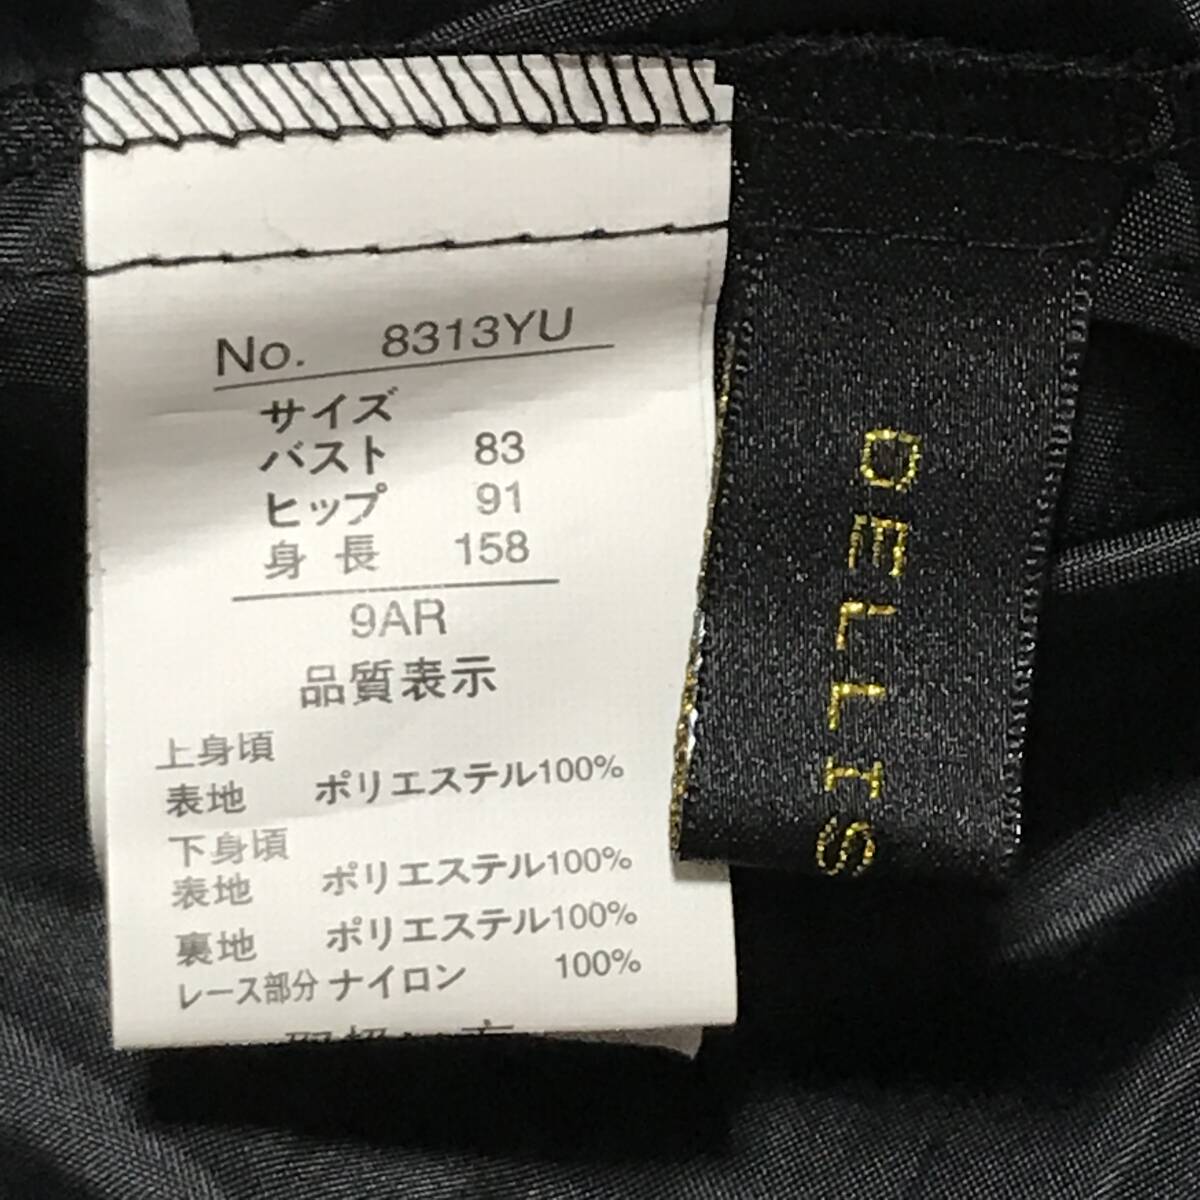 No. 8313YU
サイズ
バスト 83
ヒップ 91
身長 158
9AR
品質表示
上身頃
表地 ポリエステル100%
下身頃
表地 ポリエステル100%
裏地 ポリエステル100%
レース部分 ナイロン 100%
OELLIS